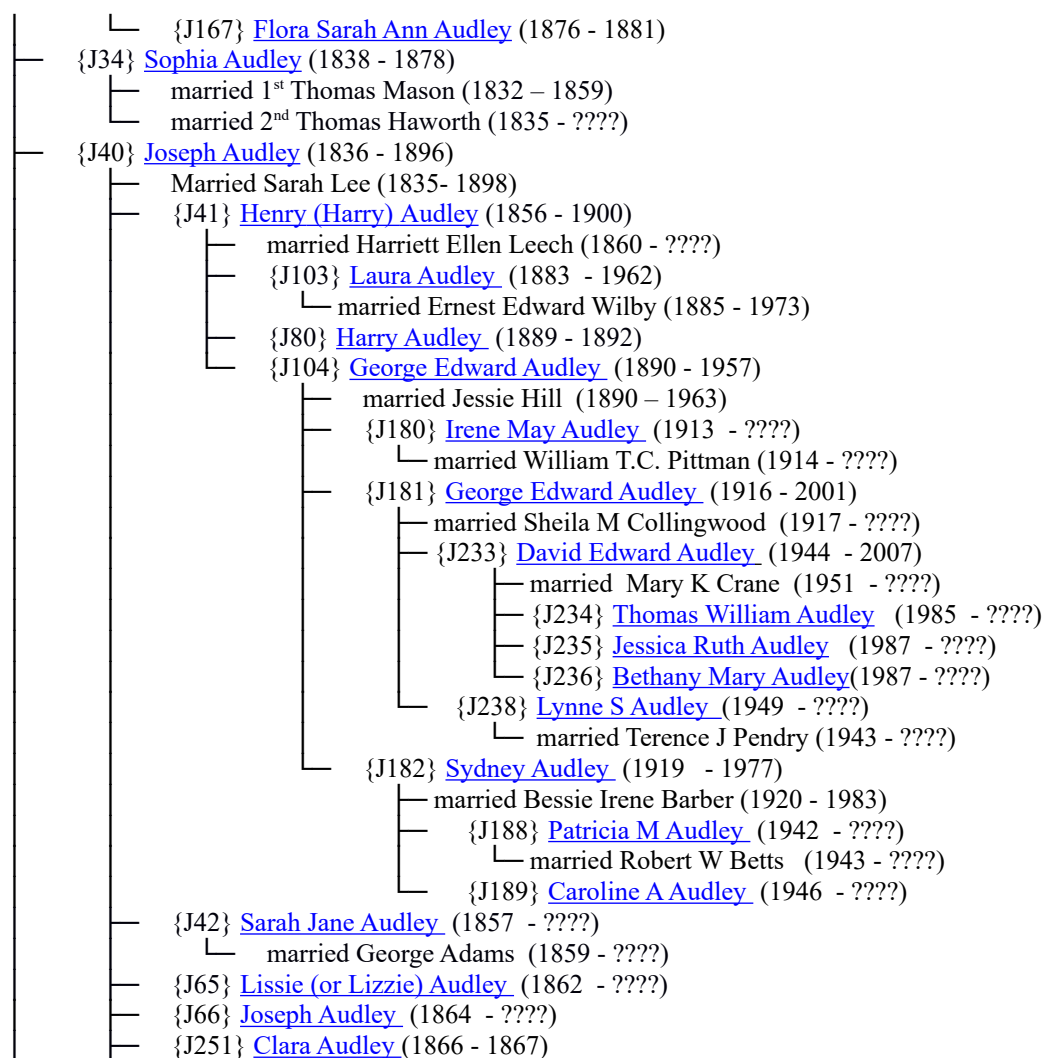 {J167} Flora Sarah Ann Audley (1876 - 1881)
{J34} Sophia Audley (1838 - 1878)
married 1st Thomas Mason (1832 – 1859)
married 2nd Thomas Haworth (1835 - ????)
{J40} Joseph Audley (1836 - 1896)
Married Sarah Lee (1835- 1898)
{J41} Henry (Harry) Audley (1856 - 1900)
married Harriett Ellen Leech (1860 - ????)
{J103} Laura Audley (1883 - 1962)
married Ernest Edward Wilby (1885 - 1973)
{J80} Harry Audley (1889 - 1892)
{J104} George Edward Audley (1890 - 1957)
married Jessie Hill (1890 – 1963)
{J180} Irene May Audley (1913 - ????)
married William T.C. Pittman (1914 - ????)
{J181} George Edward Audley (1916 - 2001)
married Sheila M Collingwood (1917 - ????)
{J233} David Edward Audley (1944 - 2007)
married Mary K Crane (1951 - ????)
{J234} Thomas William Audley (1985 - ????)
{J235} Jessica Ruth Audley (1987 - ????)
{J236} Bethany Mary Audley(1987 - ????)
{J238} Lynne S Audley (1949 - ????)
married Terence J Pendry (1943 - ????)
{J182} Sydney Audley (1919 - 1977)
married Bessie Irene Barber (1920 - 1983)
{J188} Patricia M Audley (1942 - ????)
married Robert W Betts (1943 - ????)
{J189} Caroline A Audley (1946 - ????)
{J42} Sarah Jane Audley (1857 - ????)
married George Adams (1859 - ????)
{J65} Lissie (or Lizzie) Audley (1862 - ????)
{J66} Joseph Audley (1864 - ????)
{J251} Clara Audley (1866 - 1867)